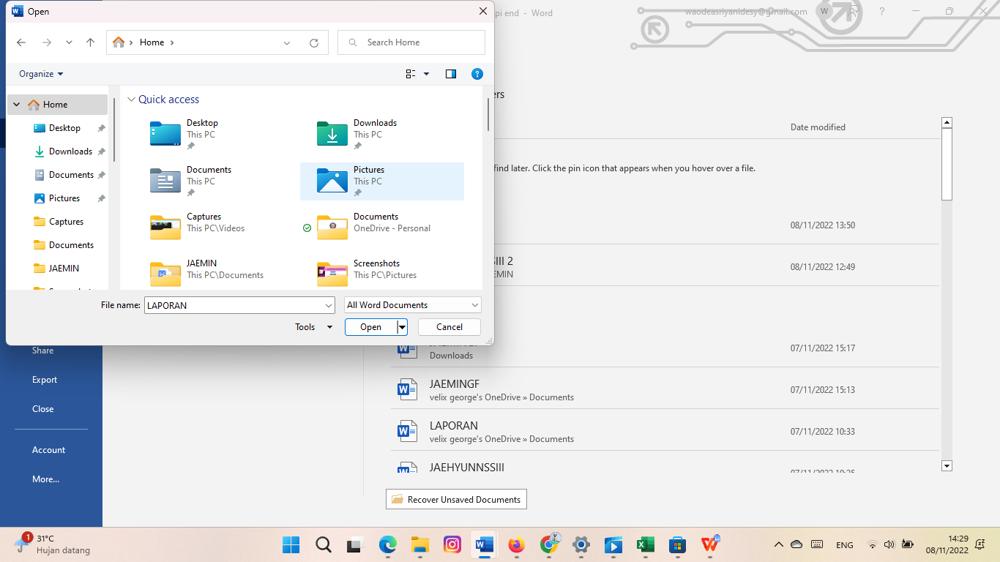 Open
pi end - Word
waodeasriyanidesy@gmail.com
W
Home
Search Home
Organize
Home
Desktop
Downloads
Documents
Pictures
Captures
Documents
JAEMIN
Quick access
Desktop
This PC
Downloads
This PC
Documents
This PC
Pictures
This PC
Captures
This PC\Videos
Documents
OneDrive - Personal
JAEMIN
This PC\Documents
Screenshots
This PC\Pictures
File name: LAPORAN
All Word Documents
Tools
Open
Cancel
ers
Date modified
find later. Click the pin icon that appears when you hover over a file.
08/11/2022 13:50
SIII 2
EMIN
08/11/2022 12:49
Downloads
07/11/2022 15:17
JAEMINGF
velix george's OneDrive » Documents
07/11/2022 15:13
LAPORAN
velix george's OneDrive » Documents
07/11/2022 10:33
JAEHYUNNSSIII
07/11/2022 10:25
Recover Unsaved Documents
Share
Export
Close
Account
More...
1
31°C
Hujan datang
ENG
14:29
08/11/2022